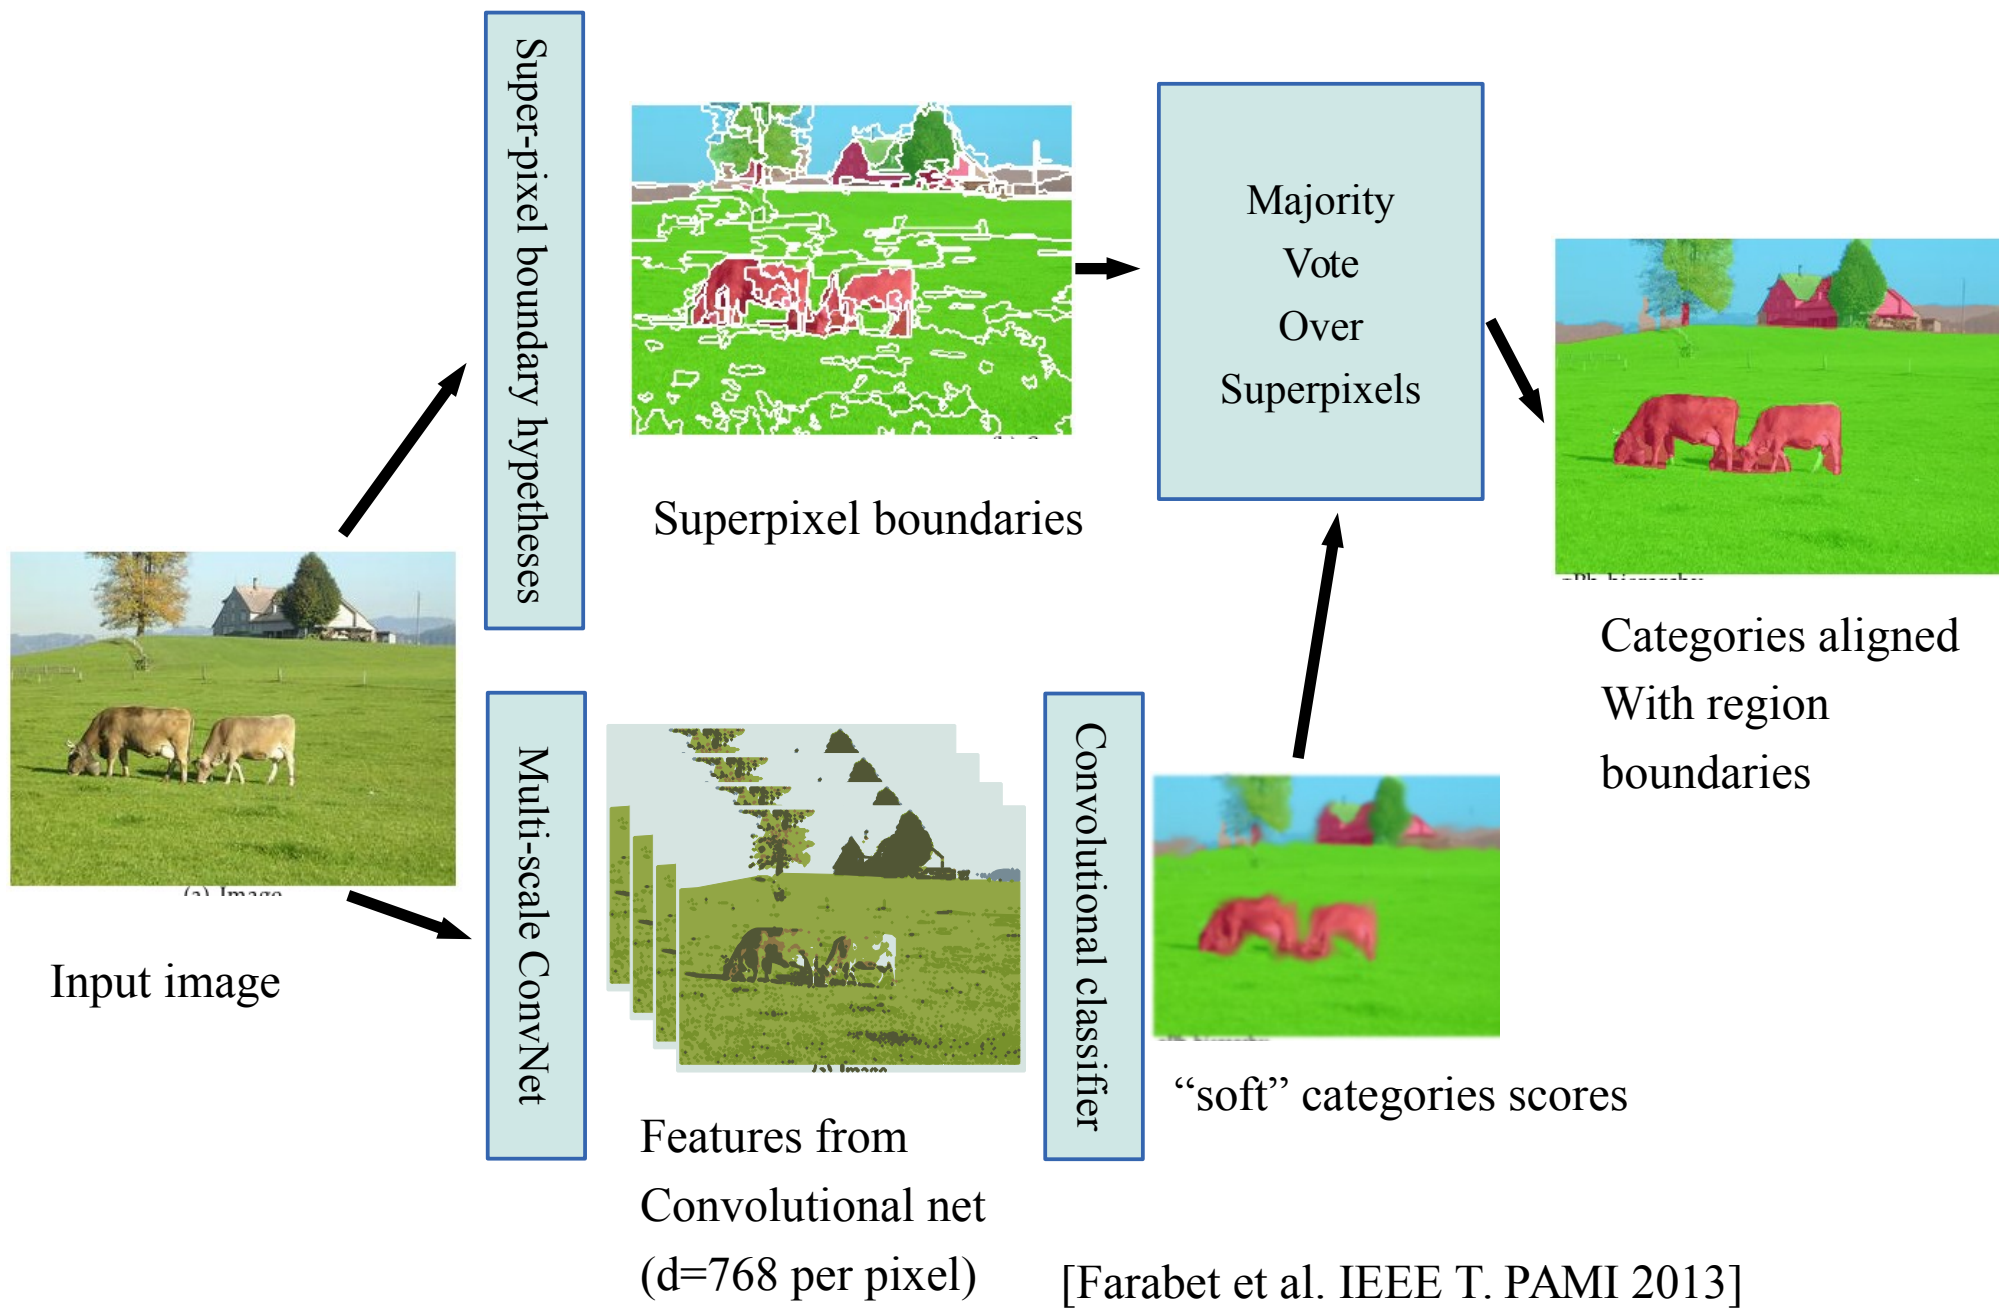 Super-pixel boundary hypetheses
Superpixel boundaries
Majority
Vote
Over
Superpixels
Categories aligned
With region
boundaries
(a) Image
Input image
Multi-scale ConvNet
Features from
Convolutional net
(d=768 per pixel)
Convolutional classifier
“soft” categories scores
[Farabet et al. IEEE T. PAMI 2013]